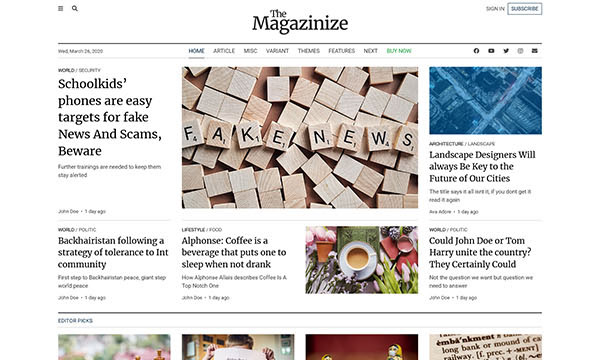 The
Magazinize
SIGN IN SUBSCRIBE
Wed, March 26, 2020
HOME ARTICLE MISC VARIANT THEMES FEATURES NEXT BUY NOW
WORLD / SECURITY
Schoolkids'
phones are easy
targets for fake
News And Scams,
Beware
Further trainings are needed to keep them
stay alerted
John Doe • 1 day ago
FAKE NEWS
ARCHITECTURE / LANDSCAPE
Landscape Designers Will
always Be Key to the
Future of Our Cities
The title says it all isnt it, if you dont get it
read it again
Ava Adore • 1 day ago
WORLD / POLITIC
Backhairistan following a
strategy of tolerance to Int
community
First step to Backhairistan peace, giant step
world peace
John Doe • 1 day ago
LIFESTYLE / FOOD
Alphonse: Coffee is a
beverage that puts one to
sleep when not drank
How Alphonse Allais describes Coffee Is A
Top Notch One
John Doe • 1 day ago
WORLD / POLITIC
Could John Doe or Tom
Harry unite the country?
They Certainly Could
Not the question we want but question we
need to answer
John Doe • 1 day ago
EDITOR PICKS
embankment
long bank or mound of